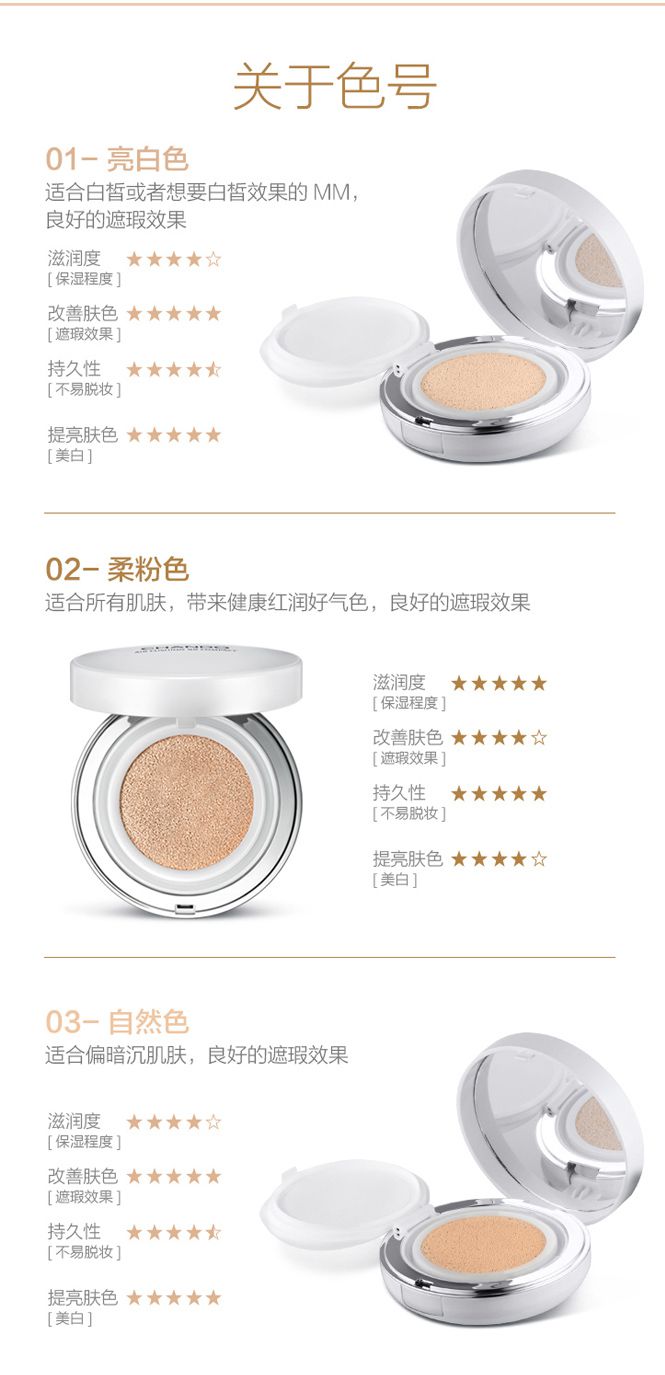 关于色号
01- 亮白色
适合白皙或者想要白皙效果的 MM，
良好的遮瑕效果
滋润度 ★★★★☆
[ 保湿程度 ]
改善肤色 ★★★★★
[ 遮瑕效果 ]
持久性 ★★★★⯪
[ 不易脱妆 ]
提亮肤色 ★★★★★
[ 美白 ]
02- 柔粉色
适合所有肌肤，带来健康红润好气色，良好的遮瑕效果
CHANDO
滋润度 ★★★★★
[ 保湿程度 ]
改善肤色 ★★★★☆
[ 遮瑕效果 ]
持久性 ★★★★★
[ 不易脱妆 ]
提亮肤色 ★★★★☆
[ 美白 ]
03- 自然色
适合偏暗沉肌肤，良好的遮瑕效果
滋润度 ★★★★☆
[ 保湿程度 ]
改善肤色 ★★★★★
[ 遮瑕效果 ]
持久性 ★★★★⯪
[ 不易脱妆 ]
提亮肤色 ★★★★★
[ 美白 ]